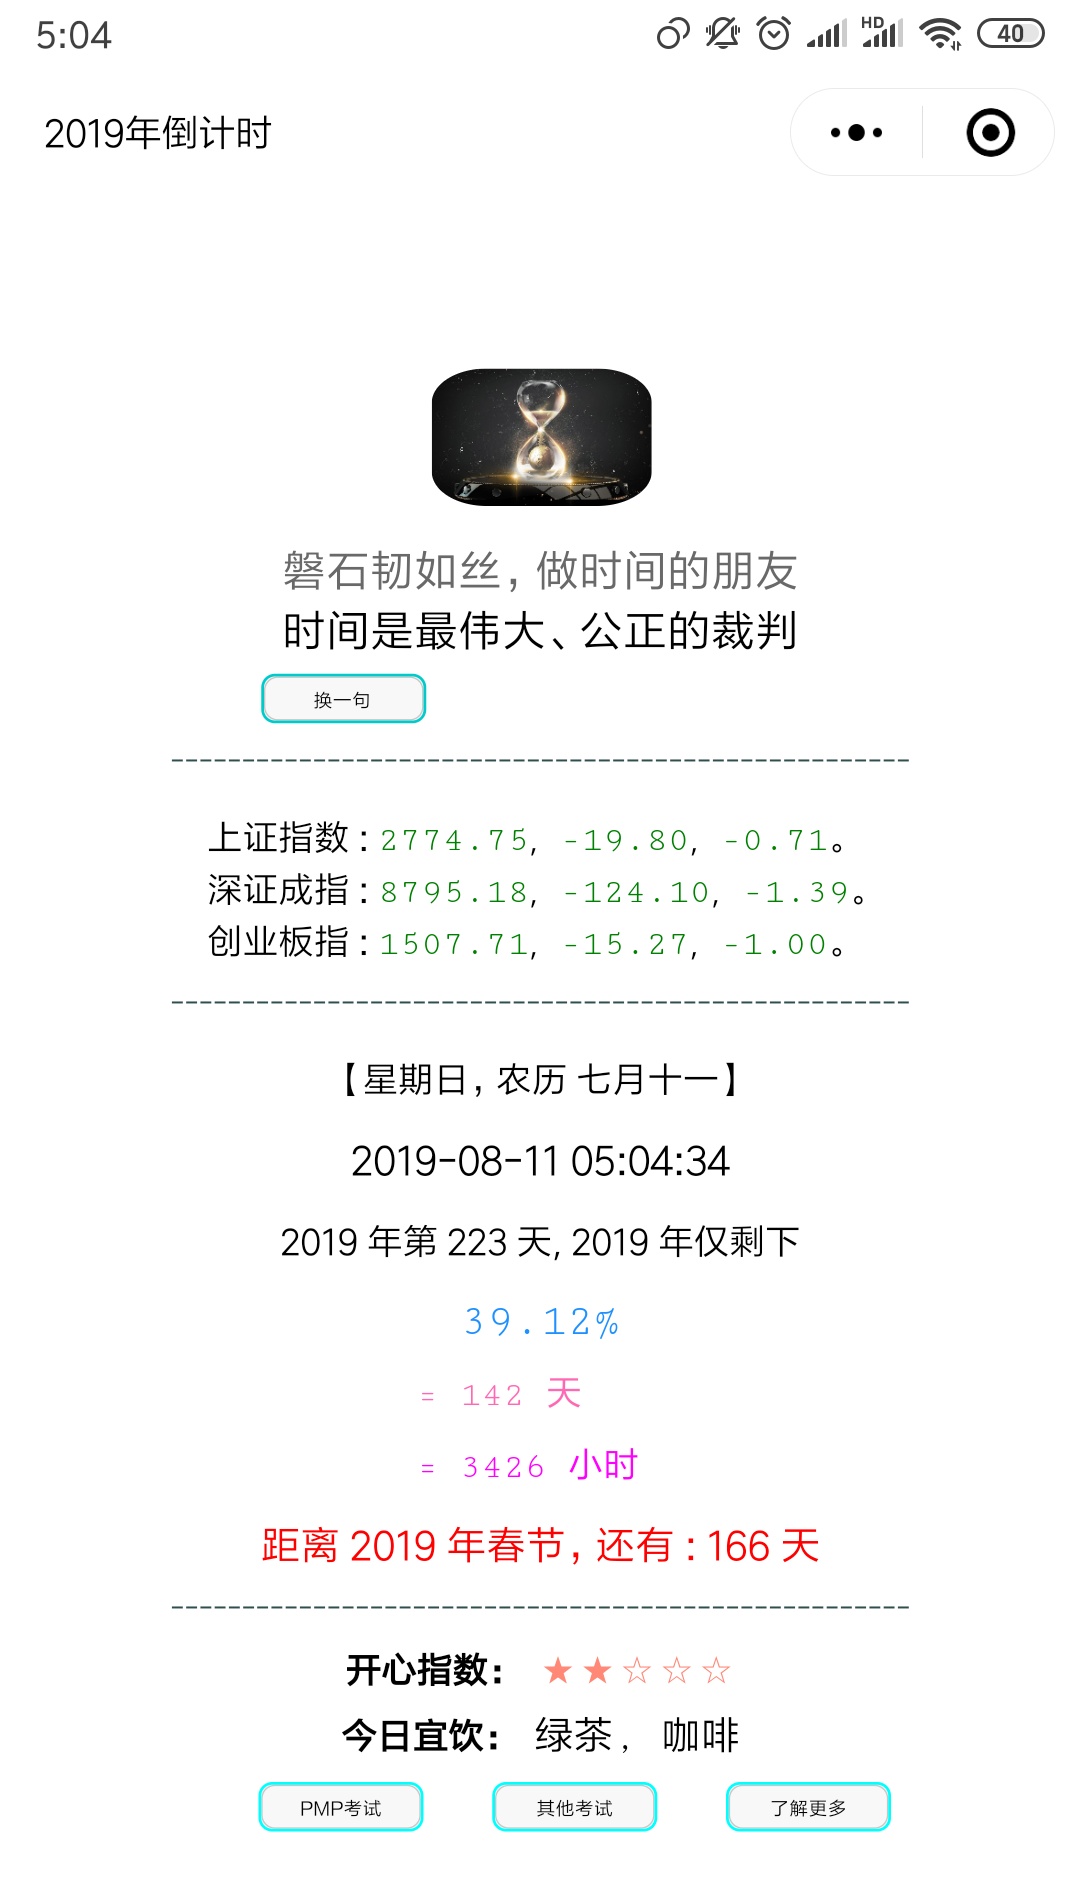 5:04
HD
40
2019年倒计时
磐石韧如丝，做时间的朋友
时间是最伟大、公正的裁判
换一句
上证指数：2774.75, -19.80, -0.71。
深证成指：8795.18, -124.10, -1.39。
创业板指：1507.71, -15.27, -1.00。
【星期日，农历 七月十一】
2019-08-11 05:04:34
2019 年第 223 天, 2019 年仅剩下
39.12%
= 142 天
= 3426 小时
距离 2019 年春节，还有：166 天
开心指数： ★★☆☆☆
今日宜饮： 绿茶， 咖啡
PMP考试 其他考试 了解更多